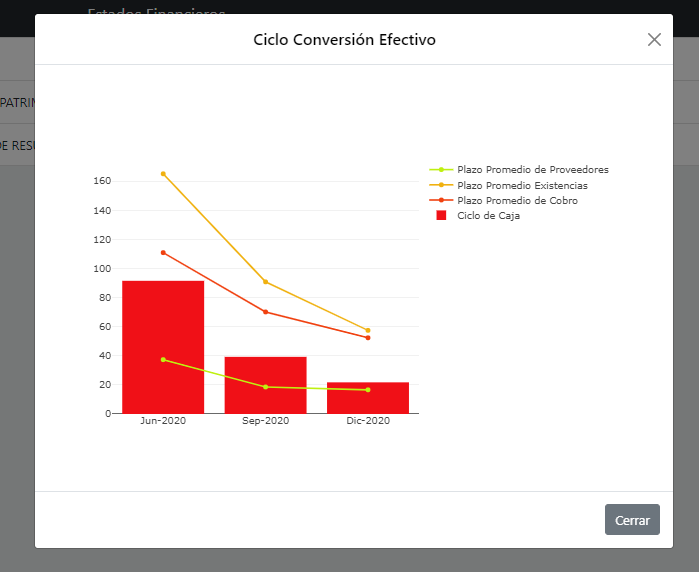 Estados Financieros
Ciclo Conversión Efectivo
PATRIM
DE RESU
Plazo Promedio de Proveedores
Plazo Promedio Existencias
Plazo Promedio de Cobro
Ciclo de Caja
160
140
120
100
80
60
40
20
0
Jun-2020 Sep-2020 Dic-2020
Cerrar